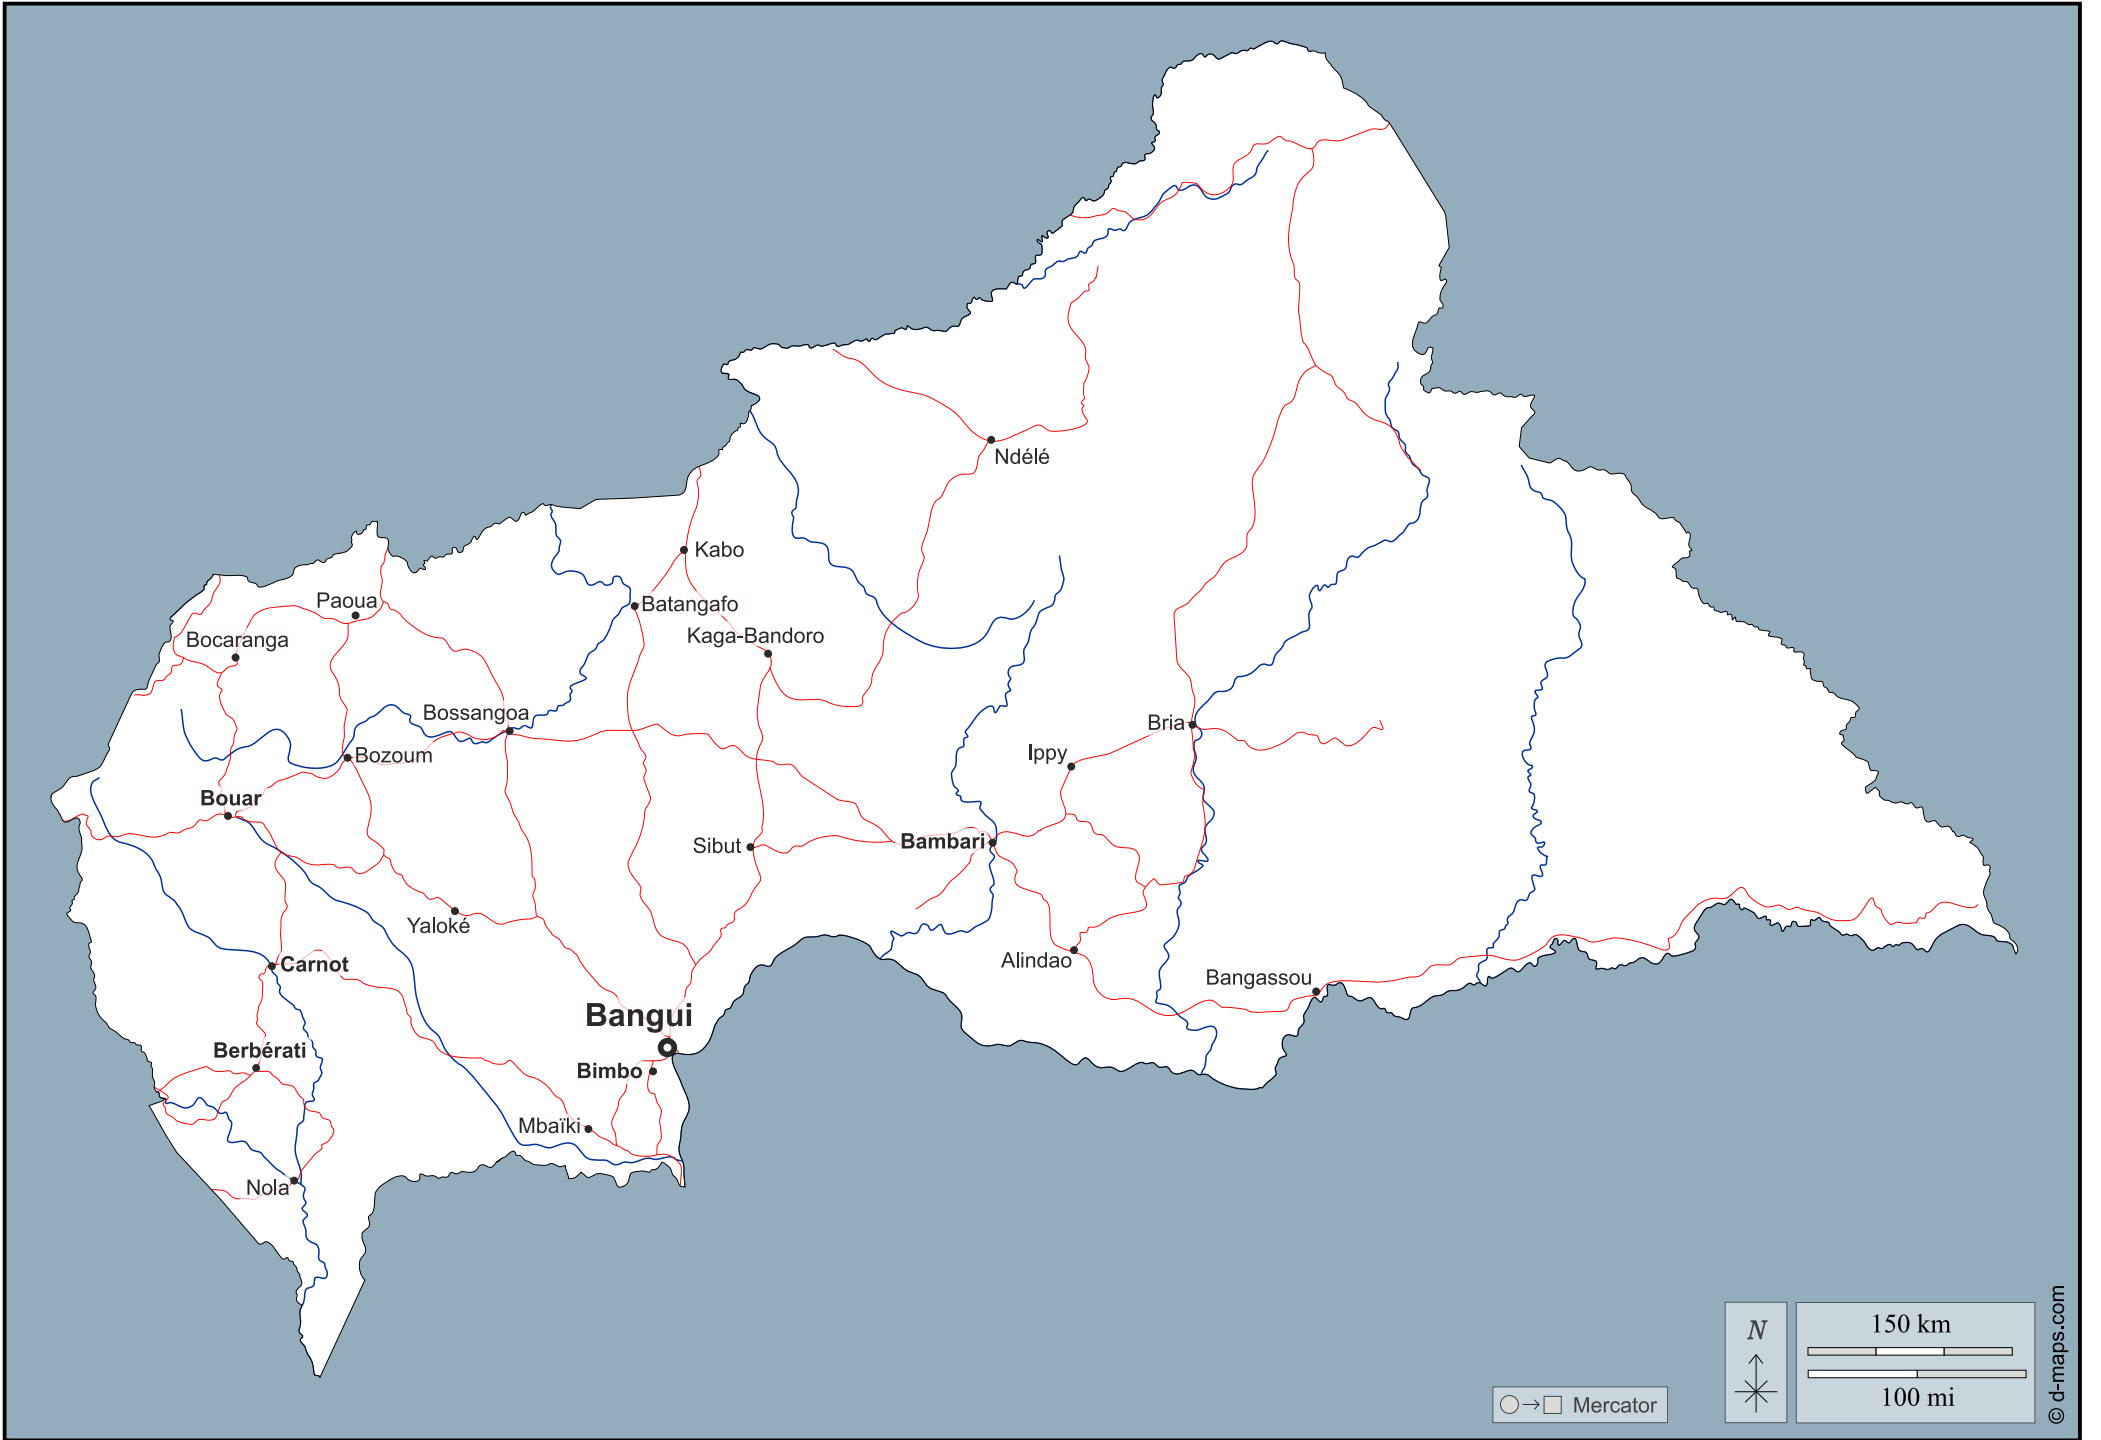 Ndélé
Kabo
Paoua
Batangafo
Bocaranga
Kaga-Bandoro
Bossangoa
Bria
Ippy
Bozoum
Bouar
Sibut
Bambari
Yaloké
Alindao
Carnot
Bangassou
Bangui
Berbérati
Bimbo
Mbaïki
Nola
N
150 km
100 mi
Mercator
© d-maps.com